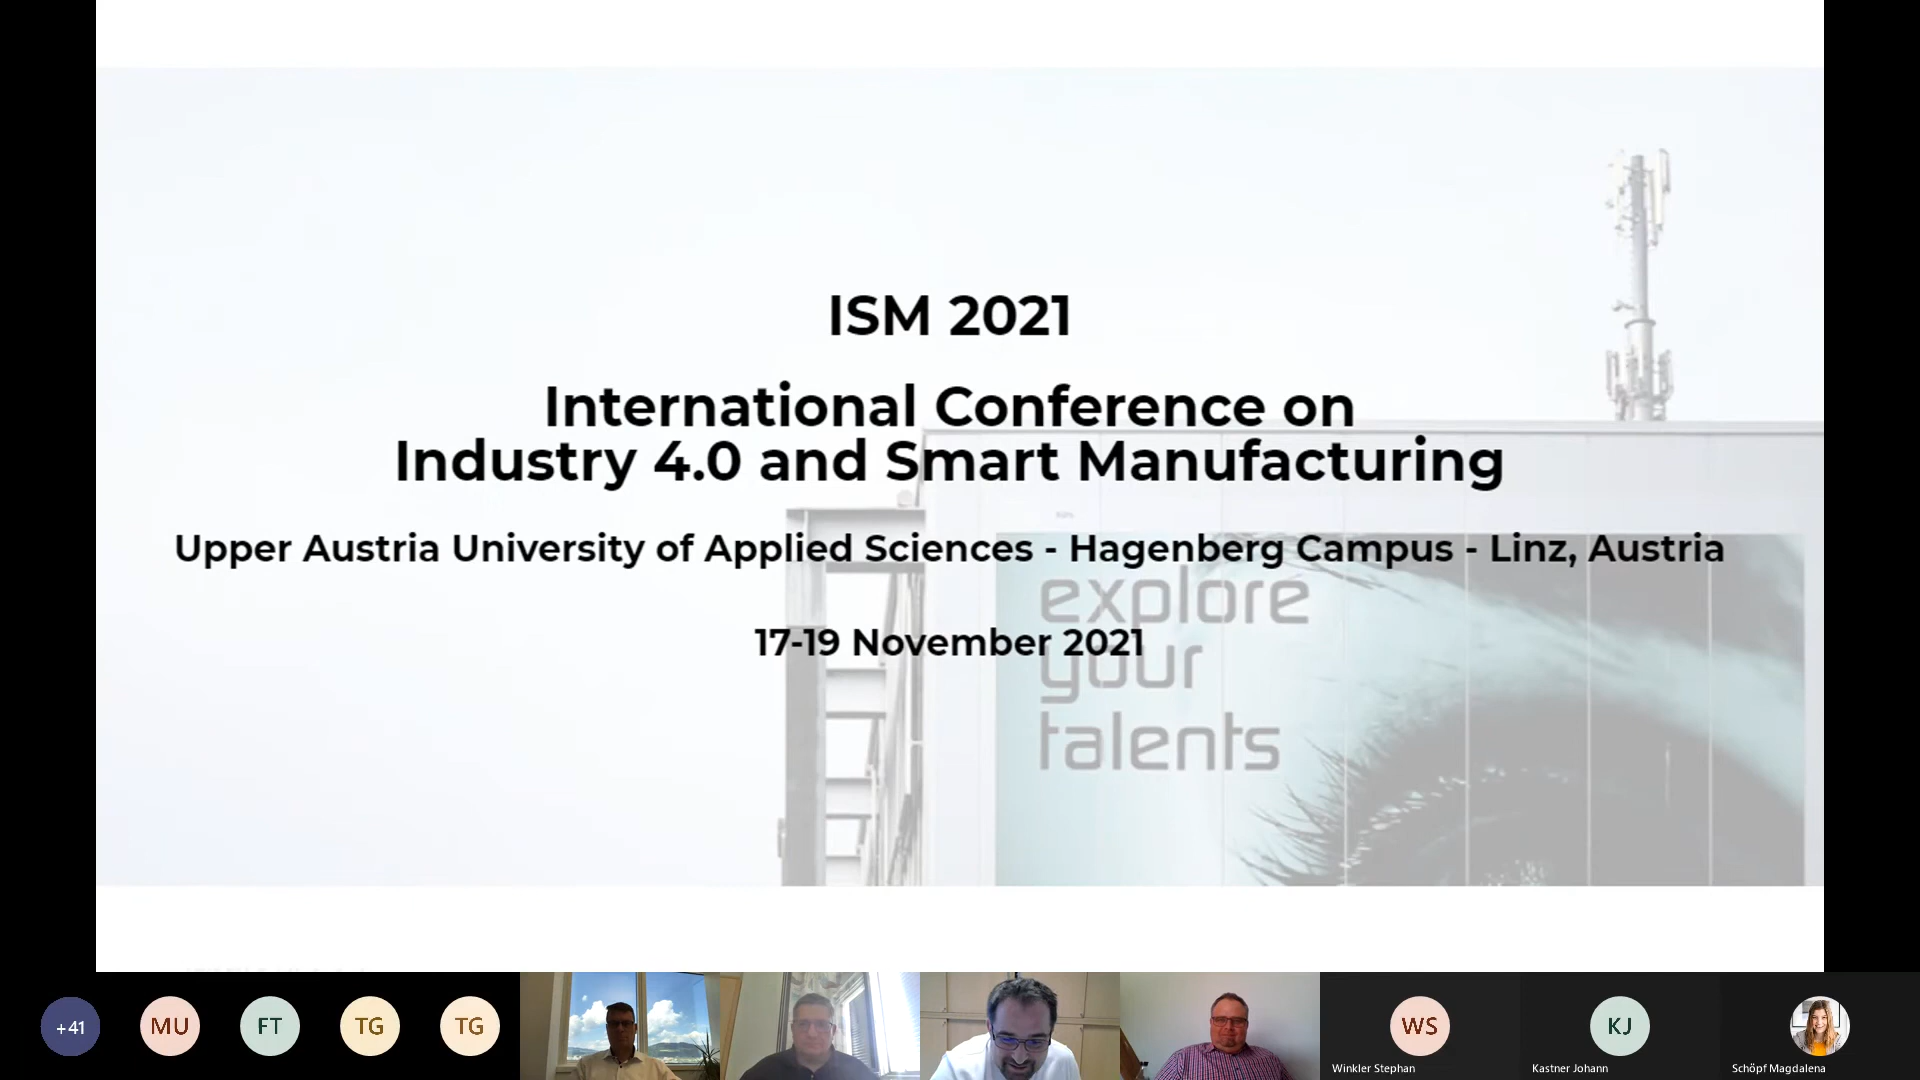 ISM 2021
International Conference on
Industry 4.0 and Smart Manufacturing
Upper Austria University of Applied Sciences - Hagenberg Campus - Linz, Austria
17-19 November 2021
explore
your
talents
+41
MU
FT
TG
TG
WS
KJ
Winkler Stephan
Kastner Johann
Schöpf Magdalena